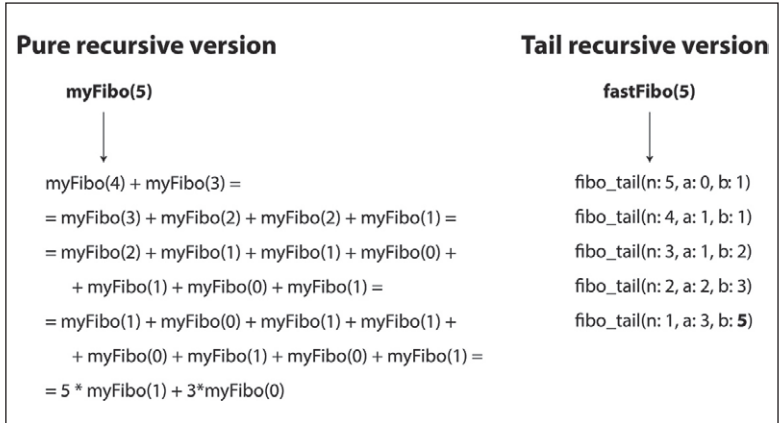 Pure recursive version
myFibo(5)
myFibo(4) + myFibo(3) =
= myFibo(3) + myFibo(2) + myFibo(2) + myFibo(1) =
= myFibo(2) + myFibo(1) + myFibo(1) + myFibo(0) +
+ myFibo(1) + myFibo(0) + myFibo(1) =
= myFibo(1) + myFibo(0) + myFibo(1) + myFibo(1) +
+ myFibo(0) + myFibo(1) + myFibo(0) + myFibo(1) =
= 5 * myFibo(1) + 3*myFibo(0)
Tail recursive version
fastFibo(5)
fibo_tail(n: 5, a: 0, b: 1)
fibo_tail(n: 4, a: 1, b: 1)
fibo_tail(n: 3, a: 1, b: 2)
fibo_tail(n: 2, a: 2, b: 3)
fibo_tail(n: 1, a: 3, b: 5)